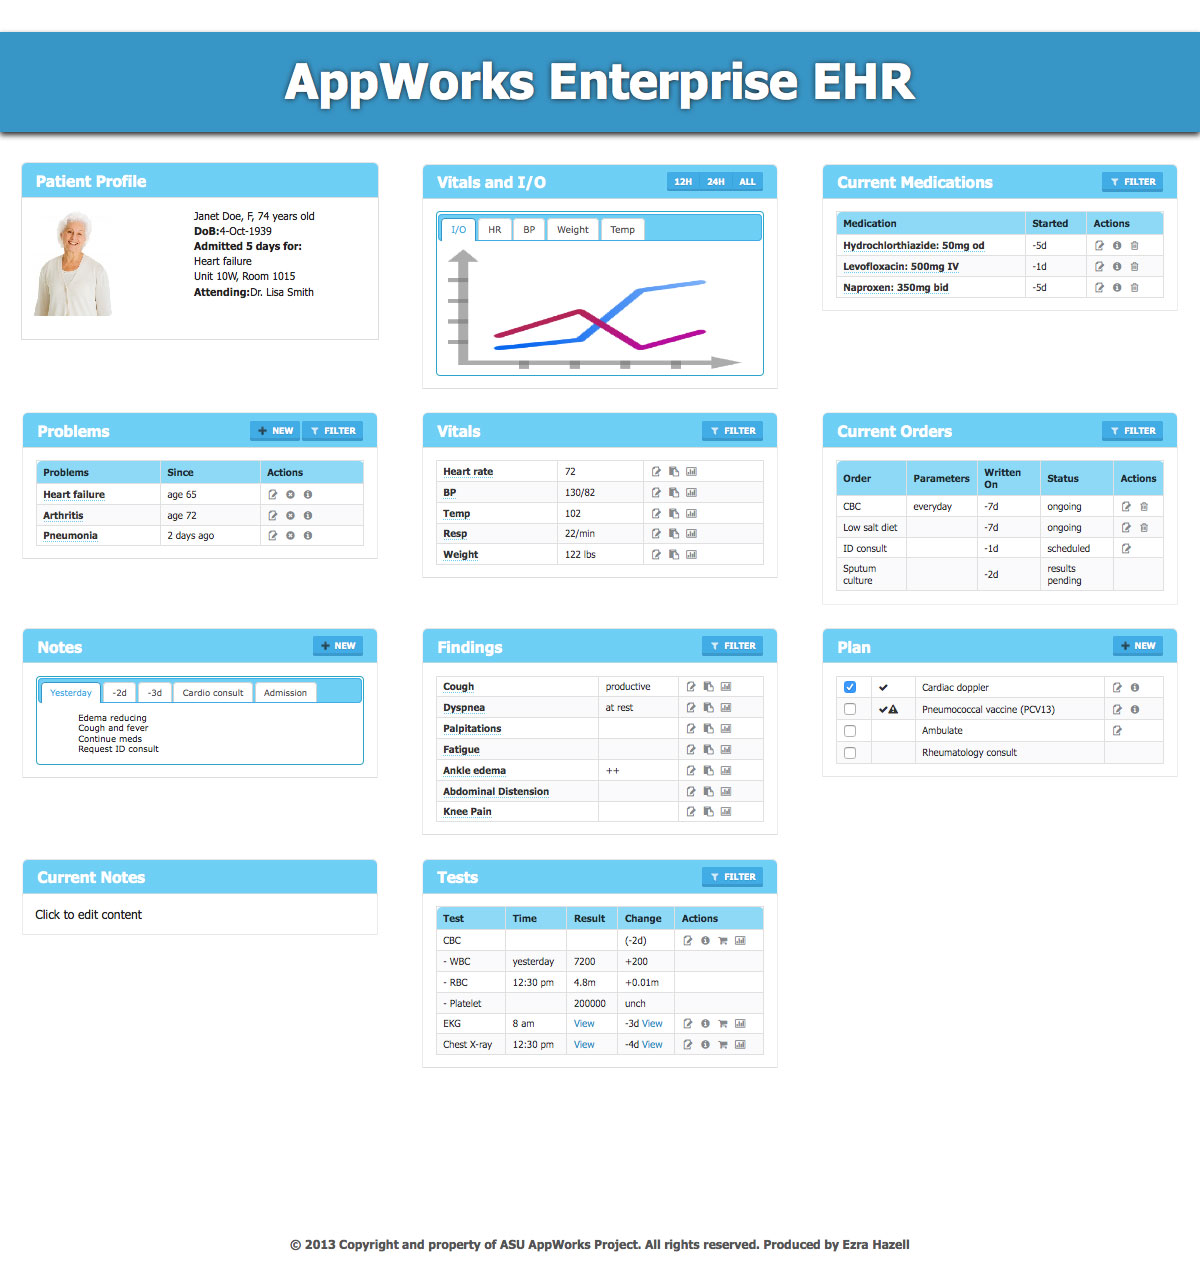 AppWorks Enterprise EHR
Patient Profile
Janet Doe, F, 74 years old
DoB:4-Oct-1939
Admitted 5 days for:
Heart failure
Unit 10W, Room 1015
Attending:Dr. Lisa Smith
Vitals and I/O 12H 24H ALL
I/O HR BP Weight Temp
Current Medications FILTER
Medication Started Actions
Hydrochlorthiazide: 50mg od -5d
Levofloxacin: 500mg IV -1d
Naproxen: 350mg bid -5d
Problems NEW FILTER
Problems Since Actions
Heart failure age 65
Arthritis age 72
Pneumonia 2 days ago
Vitals FILTER
Heart rate 72
BP 130/82
Temp 102
Resp 22/min
Weight 122 lbs
Current Orders FILTER
Order Parameters Written On Status Actions
CBC everyday -7d ongoing
Low salt diet -7d ongoing
ID consult -1d scheduled
Sputum culture -2d results pending
Notes NEW
Yesterday -2d -3d Cardio consult Admission
Edema reducing
Cough and fever
Continue meds
Request ID consult
Findings FILTER
Cough productive
Dyspnea at rest
Palpitations
Fatigue
Ankle edema ++
Abdominal Distension
Knee Pain
Plan NEW
Cardiac doppler
Pneumococcal vaccine (PCV13)
Ambulate
Rheumatology consult
Current Notes
Click to edit content
Tests FILTER
Test Time Result Change Actions
CBC (-2d)
- WBC yesterday 7200 +200
- RBC 12:30 pm 4.8m +0.01m
- Platelet 200000 unch
EKG 8 am View -3d View
Chest X-ray 12:30 pm View -4d View
© 2013 Copyright and property of ASU AppWorks Project. All rights reserved. Produced by Ezra Hazell